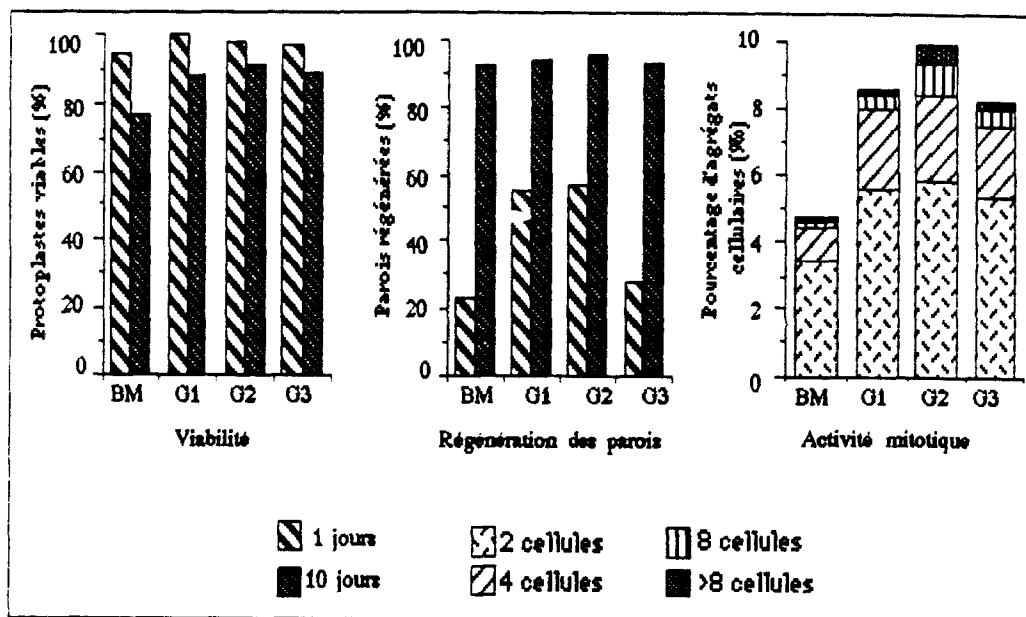 Protoplastes viables (%)
100
80
60
40
20
0
BM G1 G2 G3
Viabilité
Parois régénérées (%)
100
80
60
40
20
0
BM G1 G2 G3
Régénération des parois
Pourcentage d'agrégats
cellulaires (‰)
10
8
6
4
2
0
BM G1 G2 G3
Activité mitotique
1 jours
10 jours
2 cellules
4 cellules
8 cellules
>8 cellules